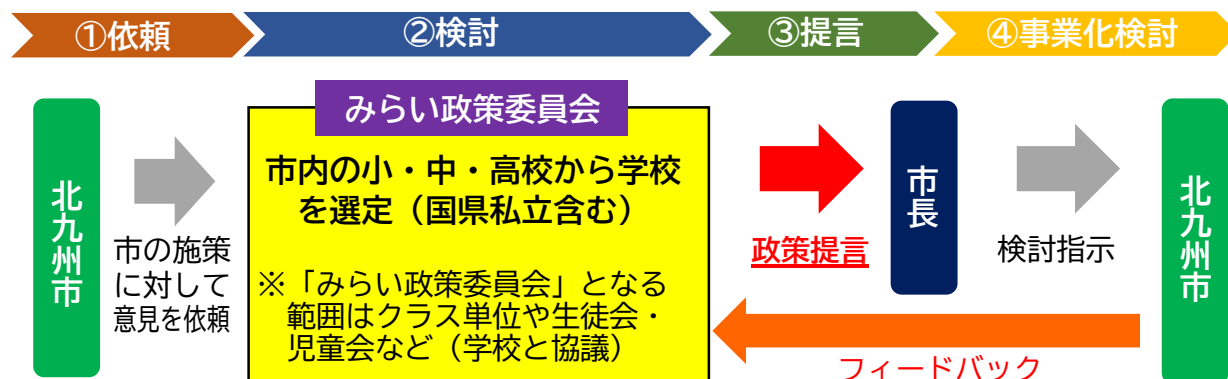 ①依頼
②検討
③提言
④事業化検討
北九州市
市の施策
に対して
意見を依頼
みらい政策委員会
市内の小・中・高校から学校
を選定（国県私立含む）
※「みらい政策委員会」となる
範囲はクラス単位や生徒会・
児童会など（学校と協議）
政策提言
市長
検討指示
北九州市
フィードバック